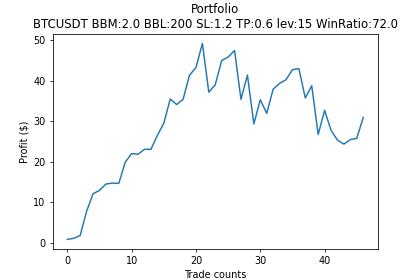 Portfolio
BTCUSDT BBM:2.0 BBL:200 SL:1.2 TP:0.6 lev:15 WinRatio:72.0
50
40
30
20
10
0
Profit ($)
0 10 20 30 40
Trade counts